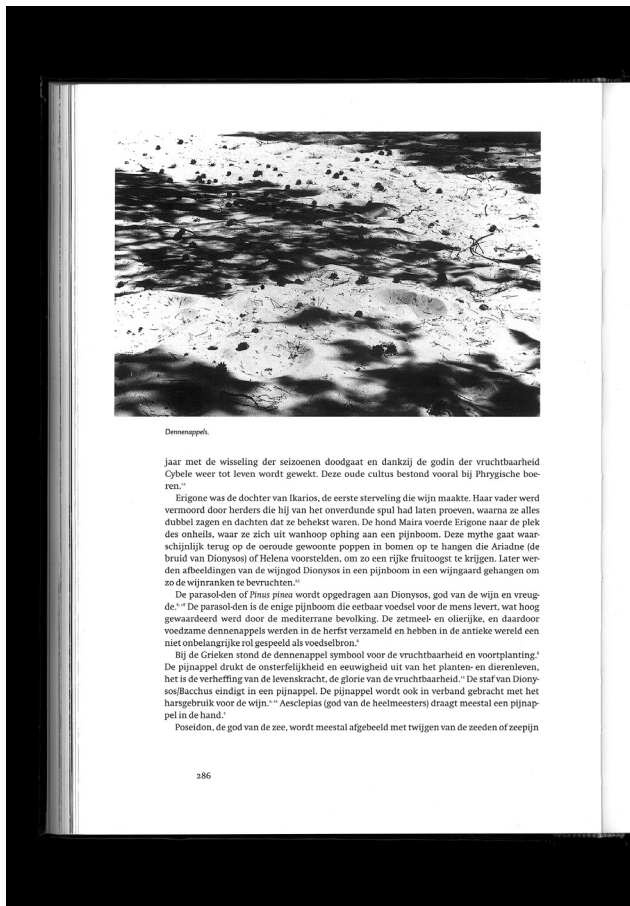 Dennenappels.
jaar met de wisseling der seizoenen doodgaat en dankzij de godin der vruchtbaarheid
Cybele weer tot leven wordt gewekt. Deze oude cultus bestond vooral bij Phrygische boe-
ren.
Erigone was de dochter van Ikarios, de eerste sterveling die wijn maakte. Haar vader werd
vermoord door herders die hij van het onverdunde spul had laten proeven, waarna ze alles
dubbel zagen en dachten dat ze behekst waren. De hond Maira voerde Erigone naar de plek
des onheils, waar ze zich uit wanhoop ophing aan een pijnboom. Deze mythe gaat waar-
schijnlijk terug op de oeroude gewoonte poppen in bomen op te hangen die Ariadne (de
bruid van Dionysos) of Helena voorstelden, om zo een rijke fruitoogst te krijgen. Later wer-
den afbeeldingen van de wijngod Dionysos in een pijnboom in een wijngaard gehangen om
zo de wijnranken te bevruchten.
De parasol-den of Pinus pinea wordt opgedragen aan Dionysos, god van de wijn en vreug-
de. De parasol-den is de enige pijnboom die eetbaar voedsel voor de mens levert, wat hoog
gewaardeerd werd door de mediterrane bevolking. De zetmeel- en olierijke, en daardoor
voedzame dennenappels werden in de herfst verzameld en hebben in de antieke wereld een
niet onbelangrijke rol gespeeld als voedselbron.⁶
Bij de Grieken stond de dennenappel symbool voor de vruchtbaarheid en voortplanting.⁶
De pijnappel drukt de onsterfelijkheid en eeuwigheid uit van het planten- en dierenleven,
het is de verheffing van de levenskracht, de glorie van de vruchtbaarheid. De staf van Diony-
sos/Bacchus eindigt in een pijnappel. De pijnappel wordt ook in verband gebracht met het
harsgebruik voor de wijn. Aesclepias (god van de heelmeesters) draagt meestal een pijnap-
pel in de hand.
Poseidon, de god van de zee, wordt meestal afgebeeld met twijgen van de zeeden of zeepijn
286